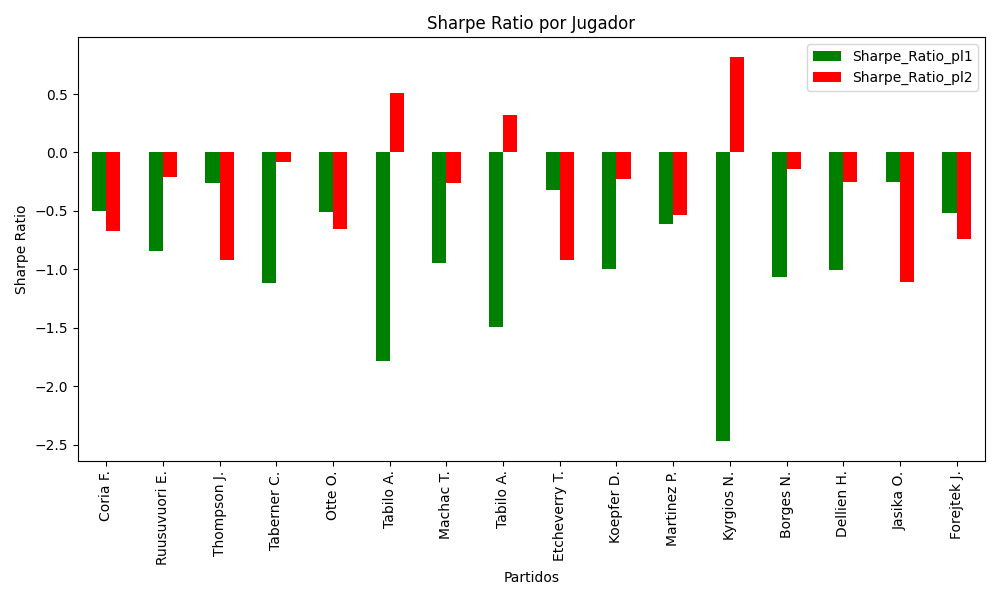 Sharpe Ratio por Jugador
Sharpe_Ratio_pl1
Sharpe_Ratio_pl2
Sharpe Ratio
0.5
0.0
−0.5
−1.0
−1.5
−2.0
−2.5
Coria F.
Ruusuvuori E.
Thompson J.
Taberner C.
Otte O.
Tabilo A.
Machac T.
Tabilo A.
Etcheverry T.
Koepfer D.
Martinez P.
Kyrgios N.
Borges N.
Dellien H.
Jasika O.
Forejtek J.
Partidos